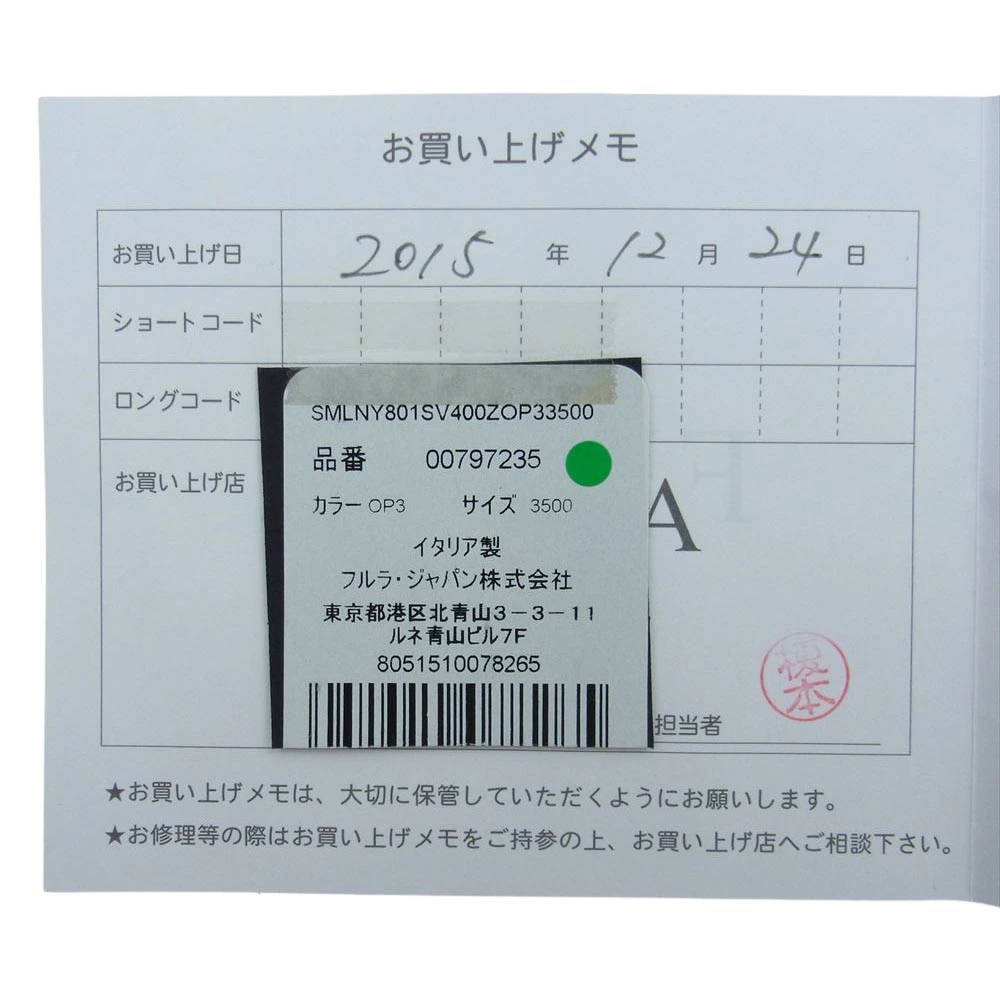 お買い上げメモ
お買い上げ日 2015 年 12 月 24 日
ショートコード
ロングコード
お買い上げ店
SMLNY801SV400ZOP33500
品番 00797235
カラー OP3 サイズ 3500
イタリア製
フルラ・ジャパン株式会社
東京都港区北青山3-3-11
ルネ青山ビル7F
8051510078265
A
榎本
担当者
★お買い上げメモは、大切に保管していただくようにお願いします。
★お修理等の際はお買い上げメモをご持参の上、お買い上げ店へご相談下さい。